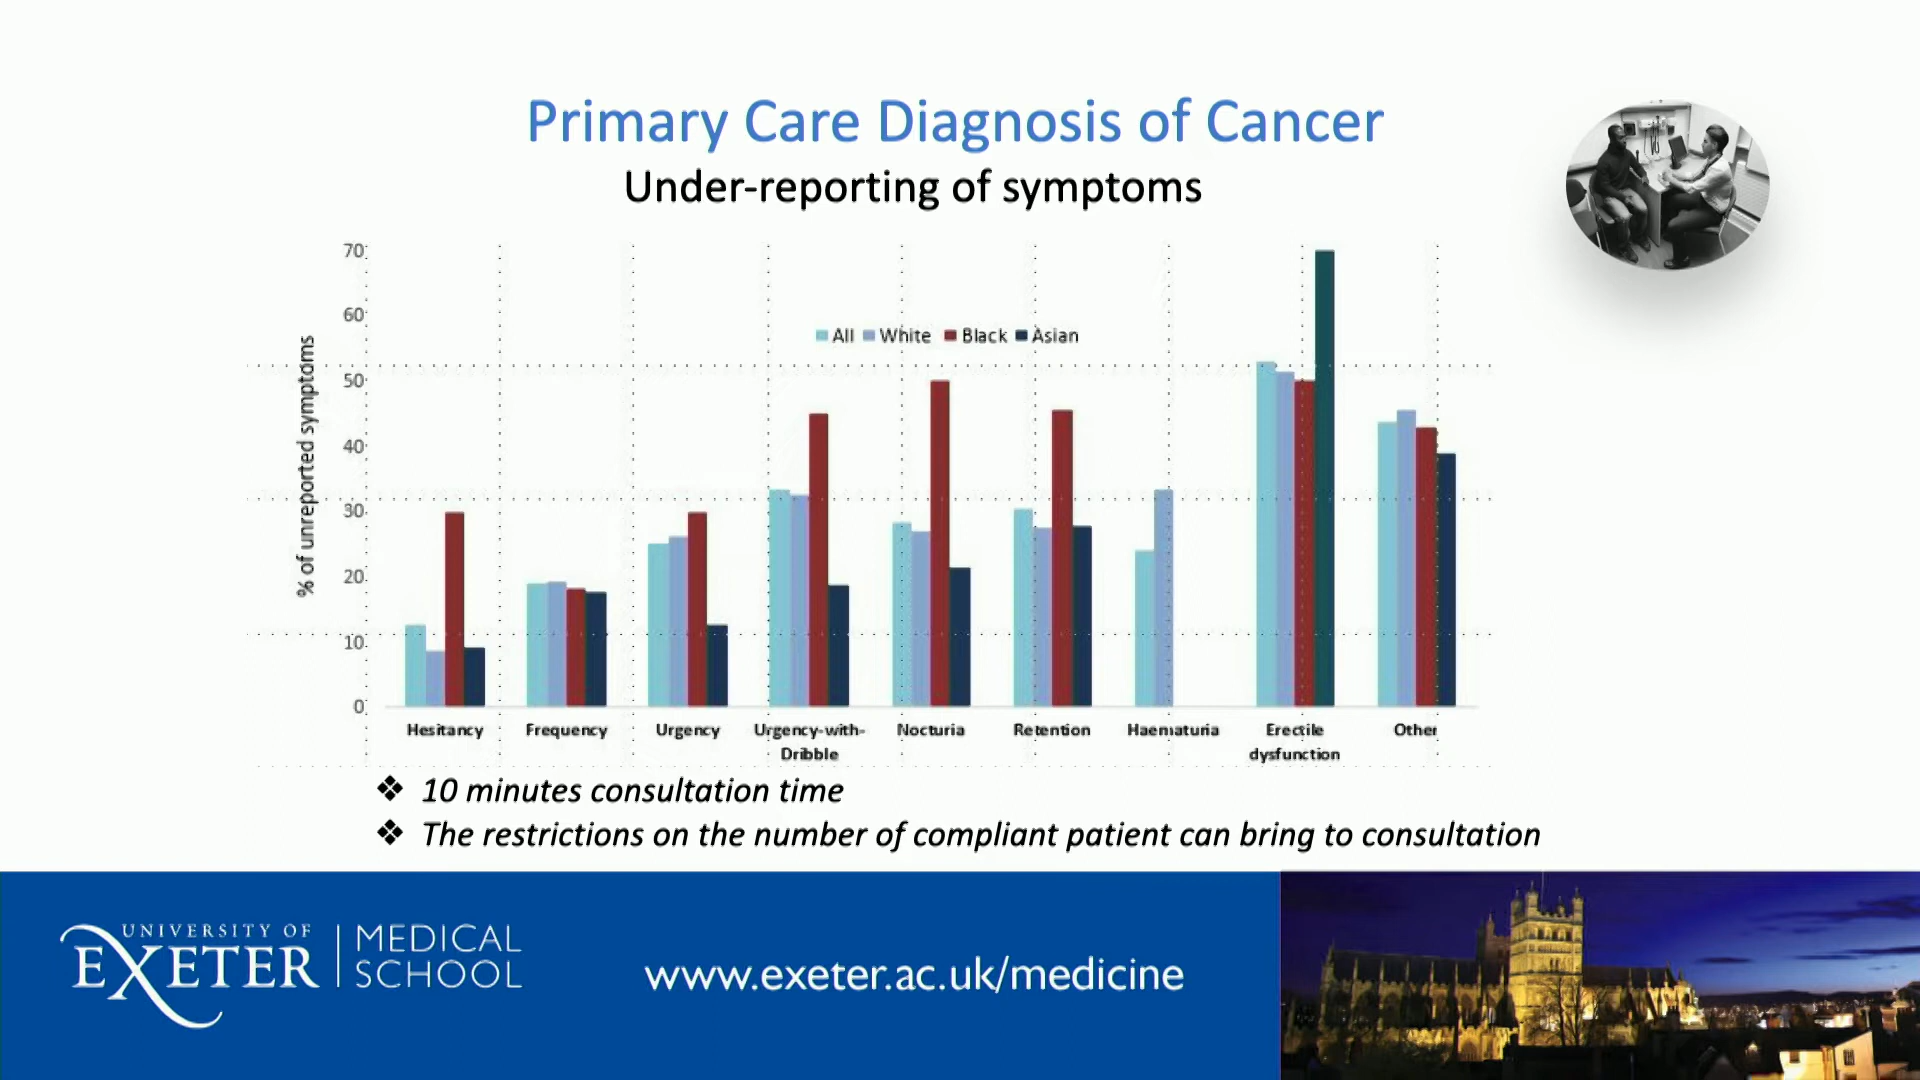 Primary Care Diagnosis of Cancer
Under-reporting of symptoms
% of unreported symptoms
70
60
50
40
30
20
10
0
All White Black Asian
Hesitancy Frequency Urgency Urgency-with-Dribble Nocturia Retention Haematuria Erectile dysfunction Other
❖ 10 minutes consultation time
❖ The restrictions on the number of compliant patient can bring to consultation
UNIVERSITY OF
EXETER
MEDICAL
SCHOOL
www.exeter.ac.uk/medicine